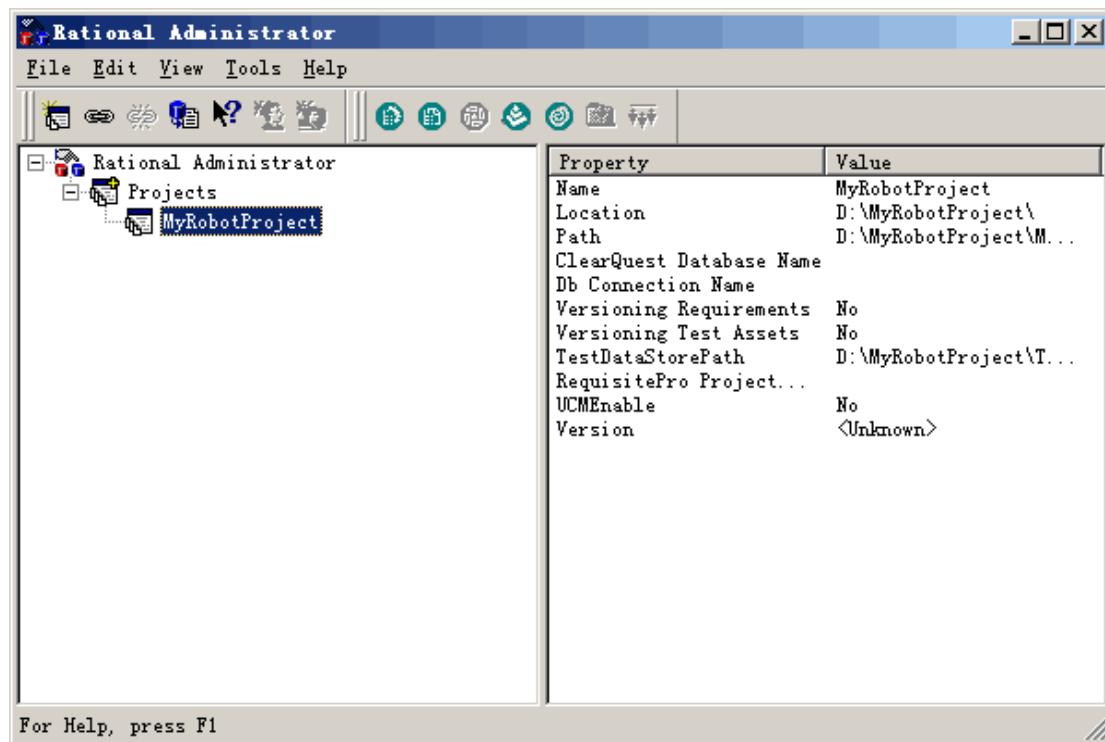 Rational Administrator
File Edit View Tools Help
Rational Administrator
Projects
MyRobotProject
Property Value
Name MyRobotProject
Location D:\MyRobotProject\
Path D:\MyRobotProject\M...
ClearQuest Database Name
Db Connection Name
Versioning Requirements No
Versioning Test Assets No
TestDataStorePath D:\MyRobotProject\T...
RequisitePro Project...
UCMEnable No
Version <Unknown>
For Help, press F1